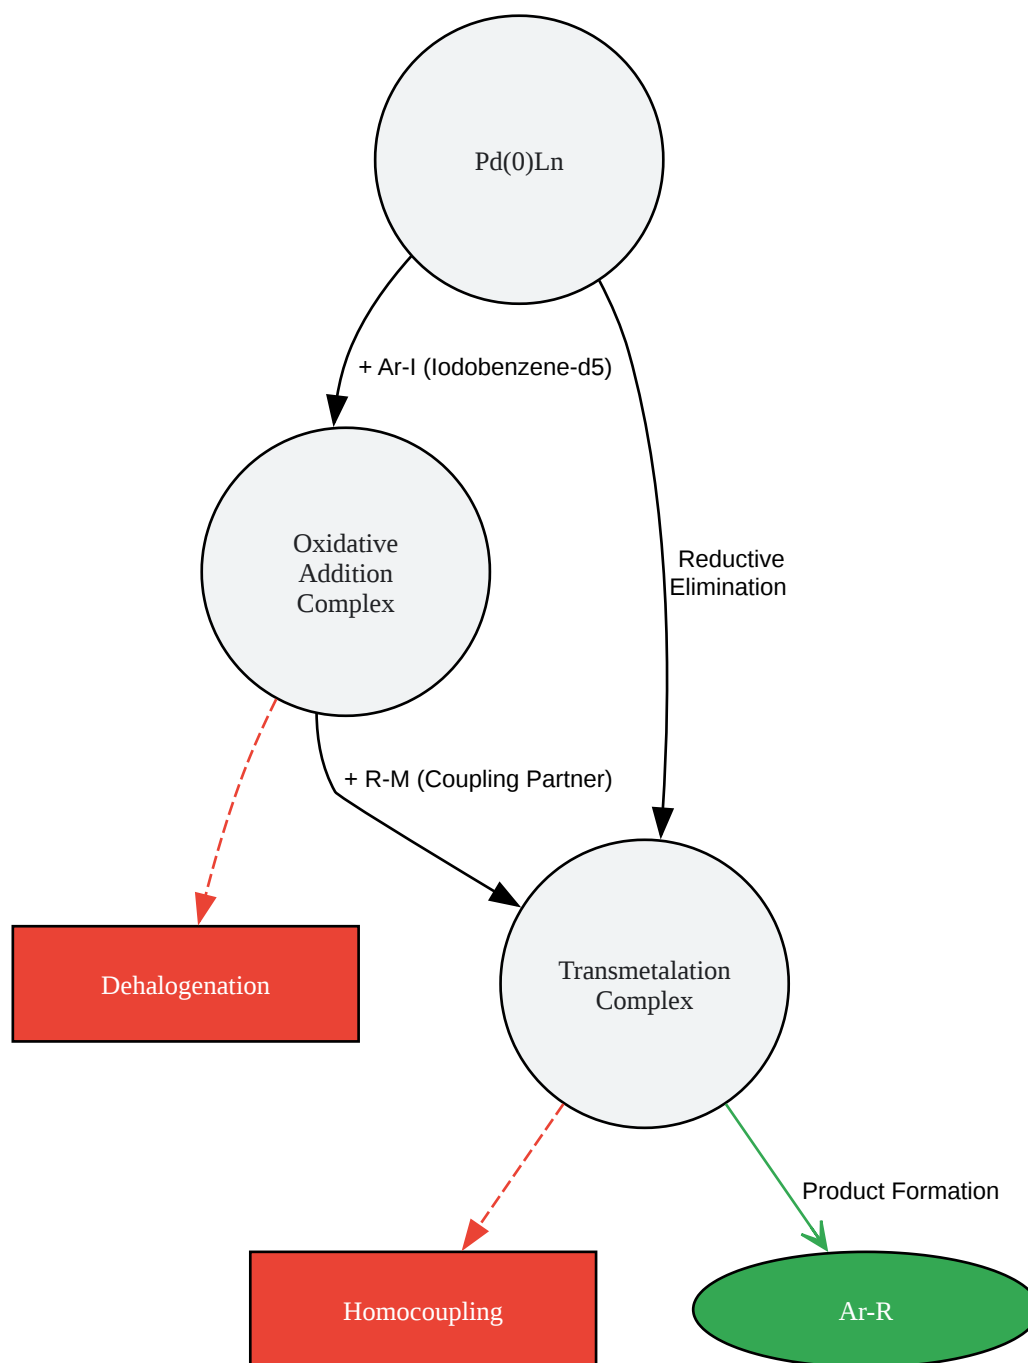 Pd(0)Ln
+ Ar-I (Iodobenzene-d5)
Oxidative
Addition
Complex
Reductive
Elimination
+ R-M (Coupling Partner)
Dehalogenation
Transmetalation
Complex
Product Formation
Homocoupling
Ar-R